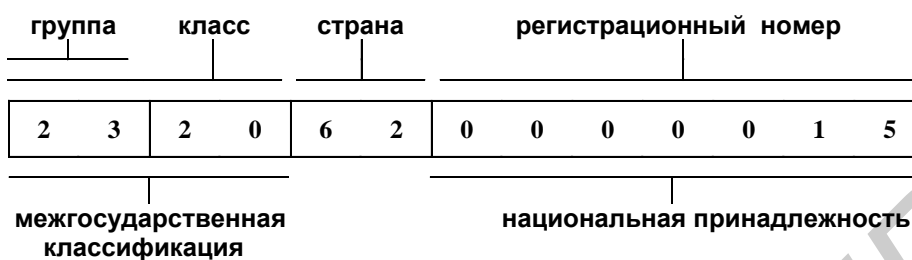 группа класс страна регистрационный номер
2 3 2 0 6 2 0 0 0 0 0 1 5
межгосударственная национальная принадлежность
классификация